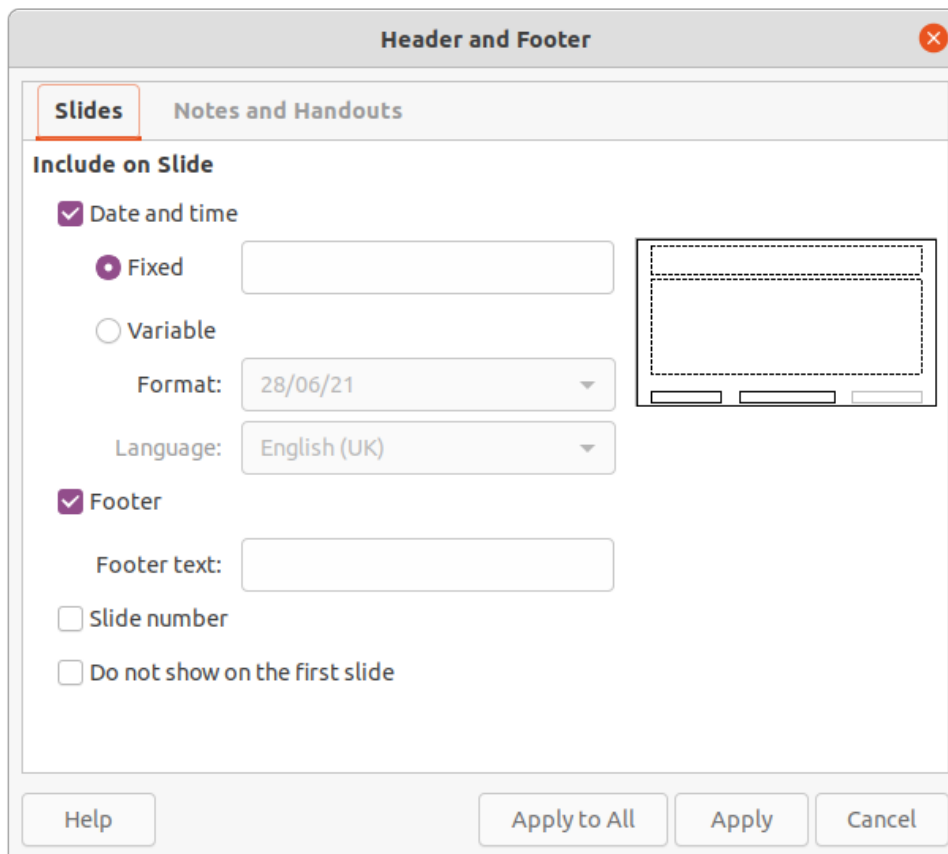 Header and Footer
Slides Notes and Handouts
Include on Slide
Date and time
Fixed
Variable
Format: 28/06/21
Language: English (UK)
Footer
Footer text:
Slide number
Do not show on the first slide
Help Apply to All Apply Cancel